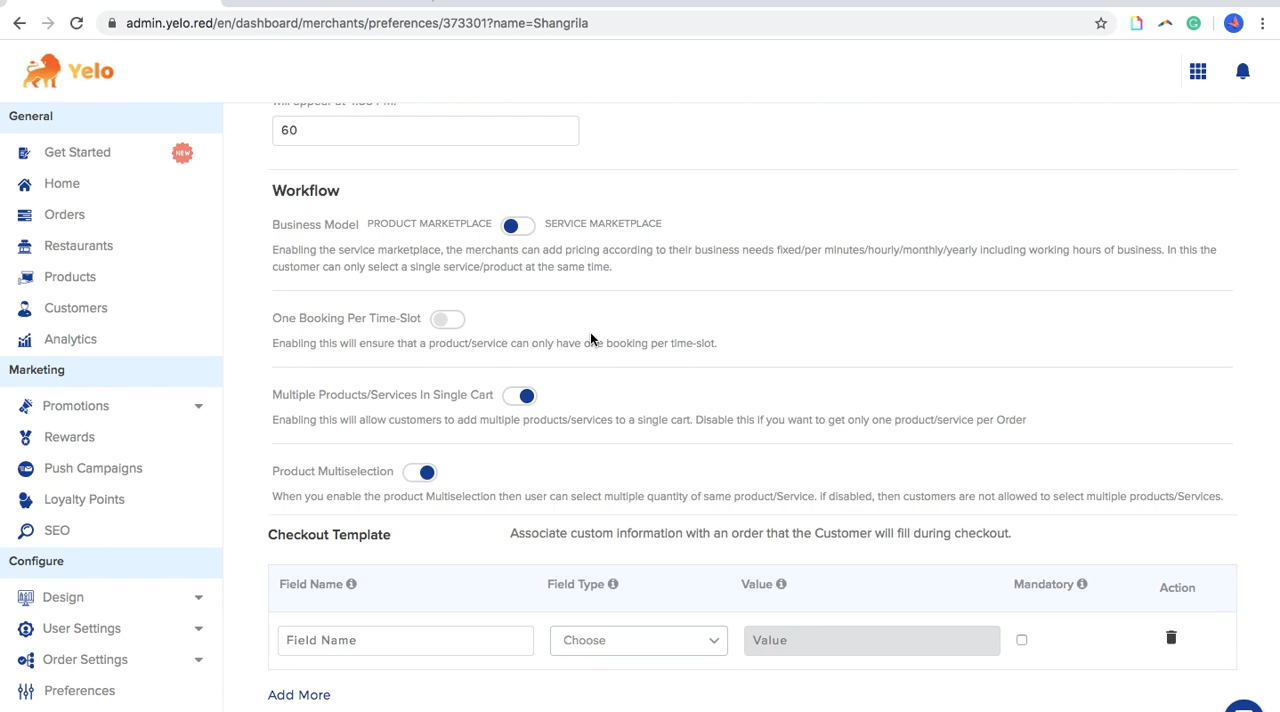 admin.yelo.red/en/dashboard/merchants/preferences/373301?name=Shangrila
Yelo
General
Get Started NEW
Home
Orders
Restaurants
Products
Customers
Analytics
Marketing
Promotions
Rewards
Push Campaigns
Loyalty Points
SEO
Configure
Design
User Settings
Order Settings
Preferences
60
Workflow
Business Model PRODUCT MARKETPLACE SERVICE MARKETPLACE
Enabling the service marketplace, the merchants can add pricing according to their business needs fixed/per minutes/hourly/monthly/yearly including working hours of business. In this the
customer can only select a single service/product at the same time.
One Booking Per Time-Slot
Enabling this will ensure that a product/service can only have one booking per time-slot.
Multiple Products/Services In Single Cart
Enabling this will allow customers to add multiple products/services to a single cart. Disable this if you want to get only one product/service per Order
Product Multiselection
When you enable the product Multiselection then user can select multiple quantity of same product/Service. if disabled, then customers are not allowed to select multiple products/Services.
Checkout Template Associate custom information with an order that the Customer will fill during checkout.
Field Name Field Type Value Mandatory Action
Field Name Choose Value
Add More